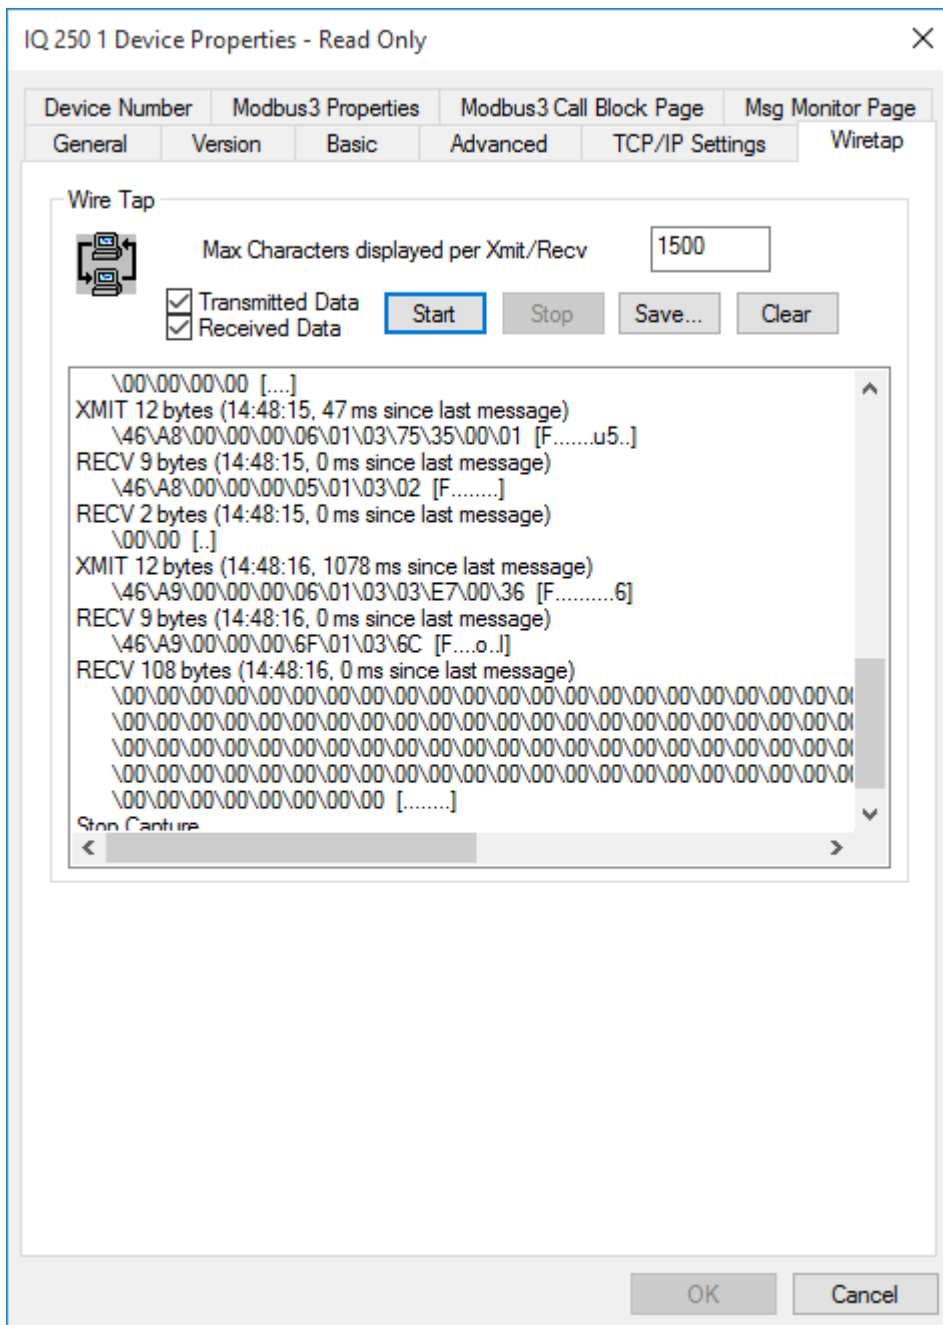 IQ 250 1 Device Properties - Read Only
Device Number Modbus3 Properties Modbus3 Call Block Page Msg Monitor Page
General Version Basic Advanced TCP/IP Settings Wiretap
Wire Tap
Max Characters displayed per Xmit/Recv 1500
Transmitted Data
Received Data
Start Stop Save... Clear
\00\00\00\00 [....]
XMIT 12 bytes (14:48:15, 47 ms since last message)
\46\A8\00\00\00\06\01\03\75\35\00\01 [F.......u5..]
RECV 9 bytes (14:48:15, 0 ms since last message)
\46\A8\00\00\00\05\01\03\02 [F........]
RECV 2 bytes (14:48:15, 0 ms since last message)
\00\00 [..]
XMIT 12 bytes (14:48:16, 1078 ms since last message)
\46\A9\00\00\00\06\01\03\03\E7\00\36 [F..........6]
RECV 9 bytes (14:48:16, 0 ms since last message)
\46\A9\00\00\00\6F\01\03\6C [F....o..l]
RECV 108 bytes (14:48:16, 0 ms since last message)
\00\00\00\00\00\00\00\00\00\00\00\00\00\00\00\00\00\00\00\00\00
\00\00\00\00\00\00\00\00\00\00\00\00\00\00\00\00\00\00\00\00\00
\00\00\00\00\00\00\00\00\00\00\00\00\00\00\00\00\00\00\00\00\00
\00\00\00\00\00\00\00\00\00\00\00\00\00\00\00\00\00\00\00\00\00
\00\00\00\00\00\00\00\00 [........]
Stop Capture
OK Cancel